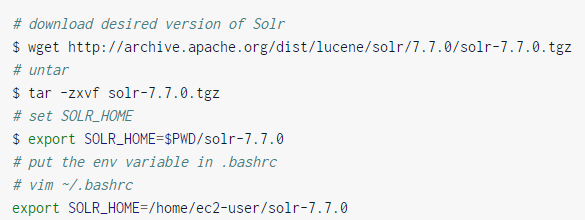 # download desired version of Solr
$ wget http://archive.apache.org/dist/lucene/solr/7.7.0/solr-7.7.0.tgz
# untar
$ tar -zxvf solr-7.7.0.tgz
# set SOLR_HOME
$ export SOLR_HOME=$PWD/solr-7.7.0
# put the env variable in .bashrc
# vim ~/.bashrc
export SOLR_HOME=/home/ec2-user/solr-7.7.0